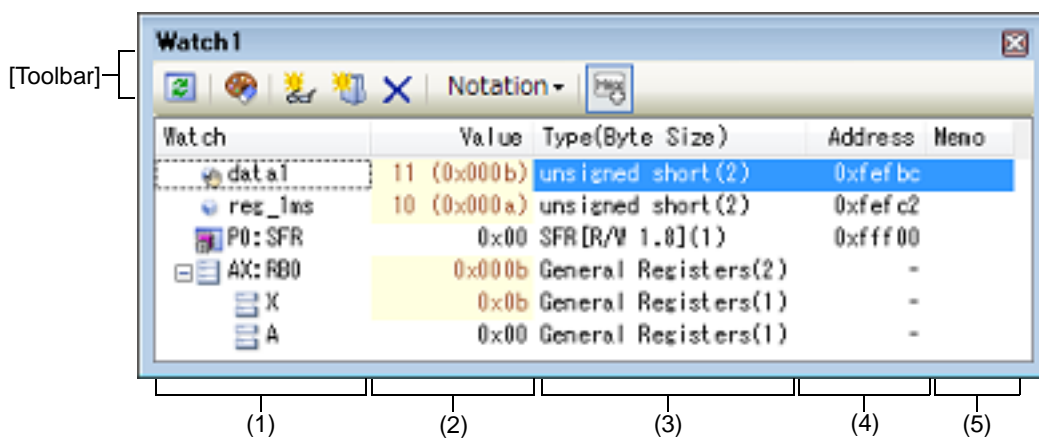 Watch1
[Toolbar]
Notation
Hex
Watch Value Type(Byte Size) Address Memo
data1 11 (0x000b) unsigned short(2) 0xfefbc
reg_1ms 10 (0x000a) unsigned short(2) 0xfefc2
P0:SFR 0x00 SFR[R/W 1.8](1) 0xfff00
AX:RB0 0x000b General Registers(2) -
X 0x0b General Registers(1) -
A 0x00 General Registers(1) -
(1) (2) (3) (4) (5)